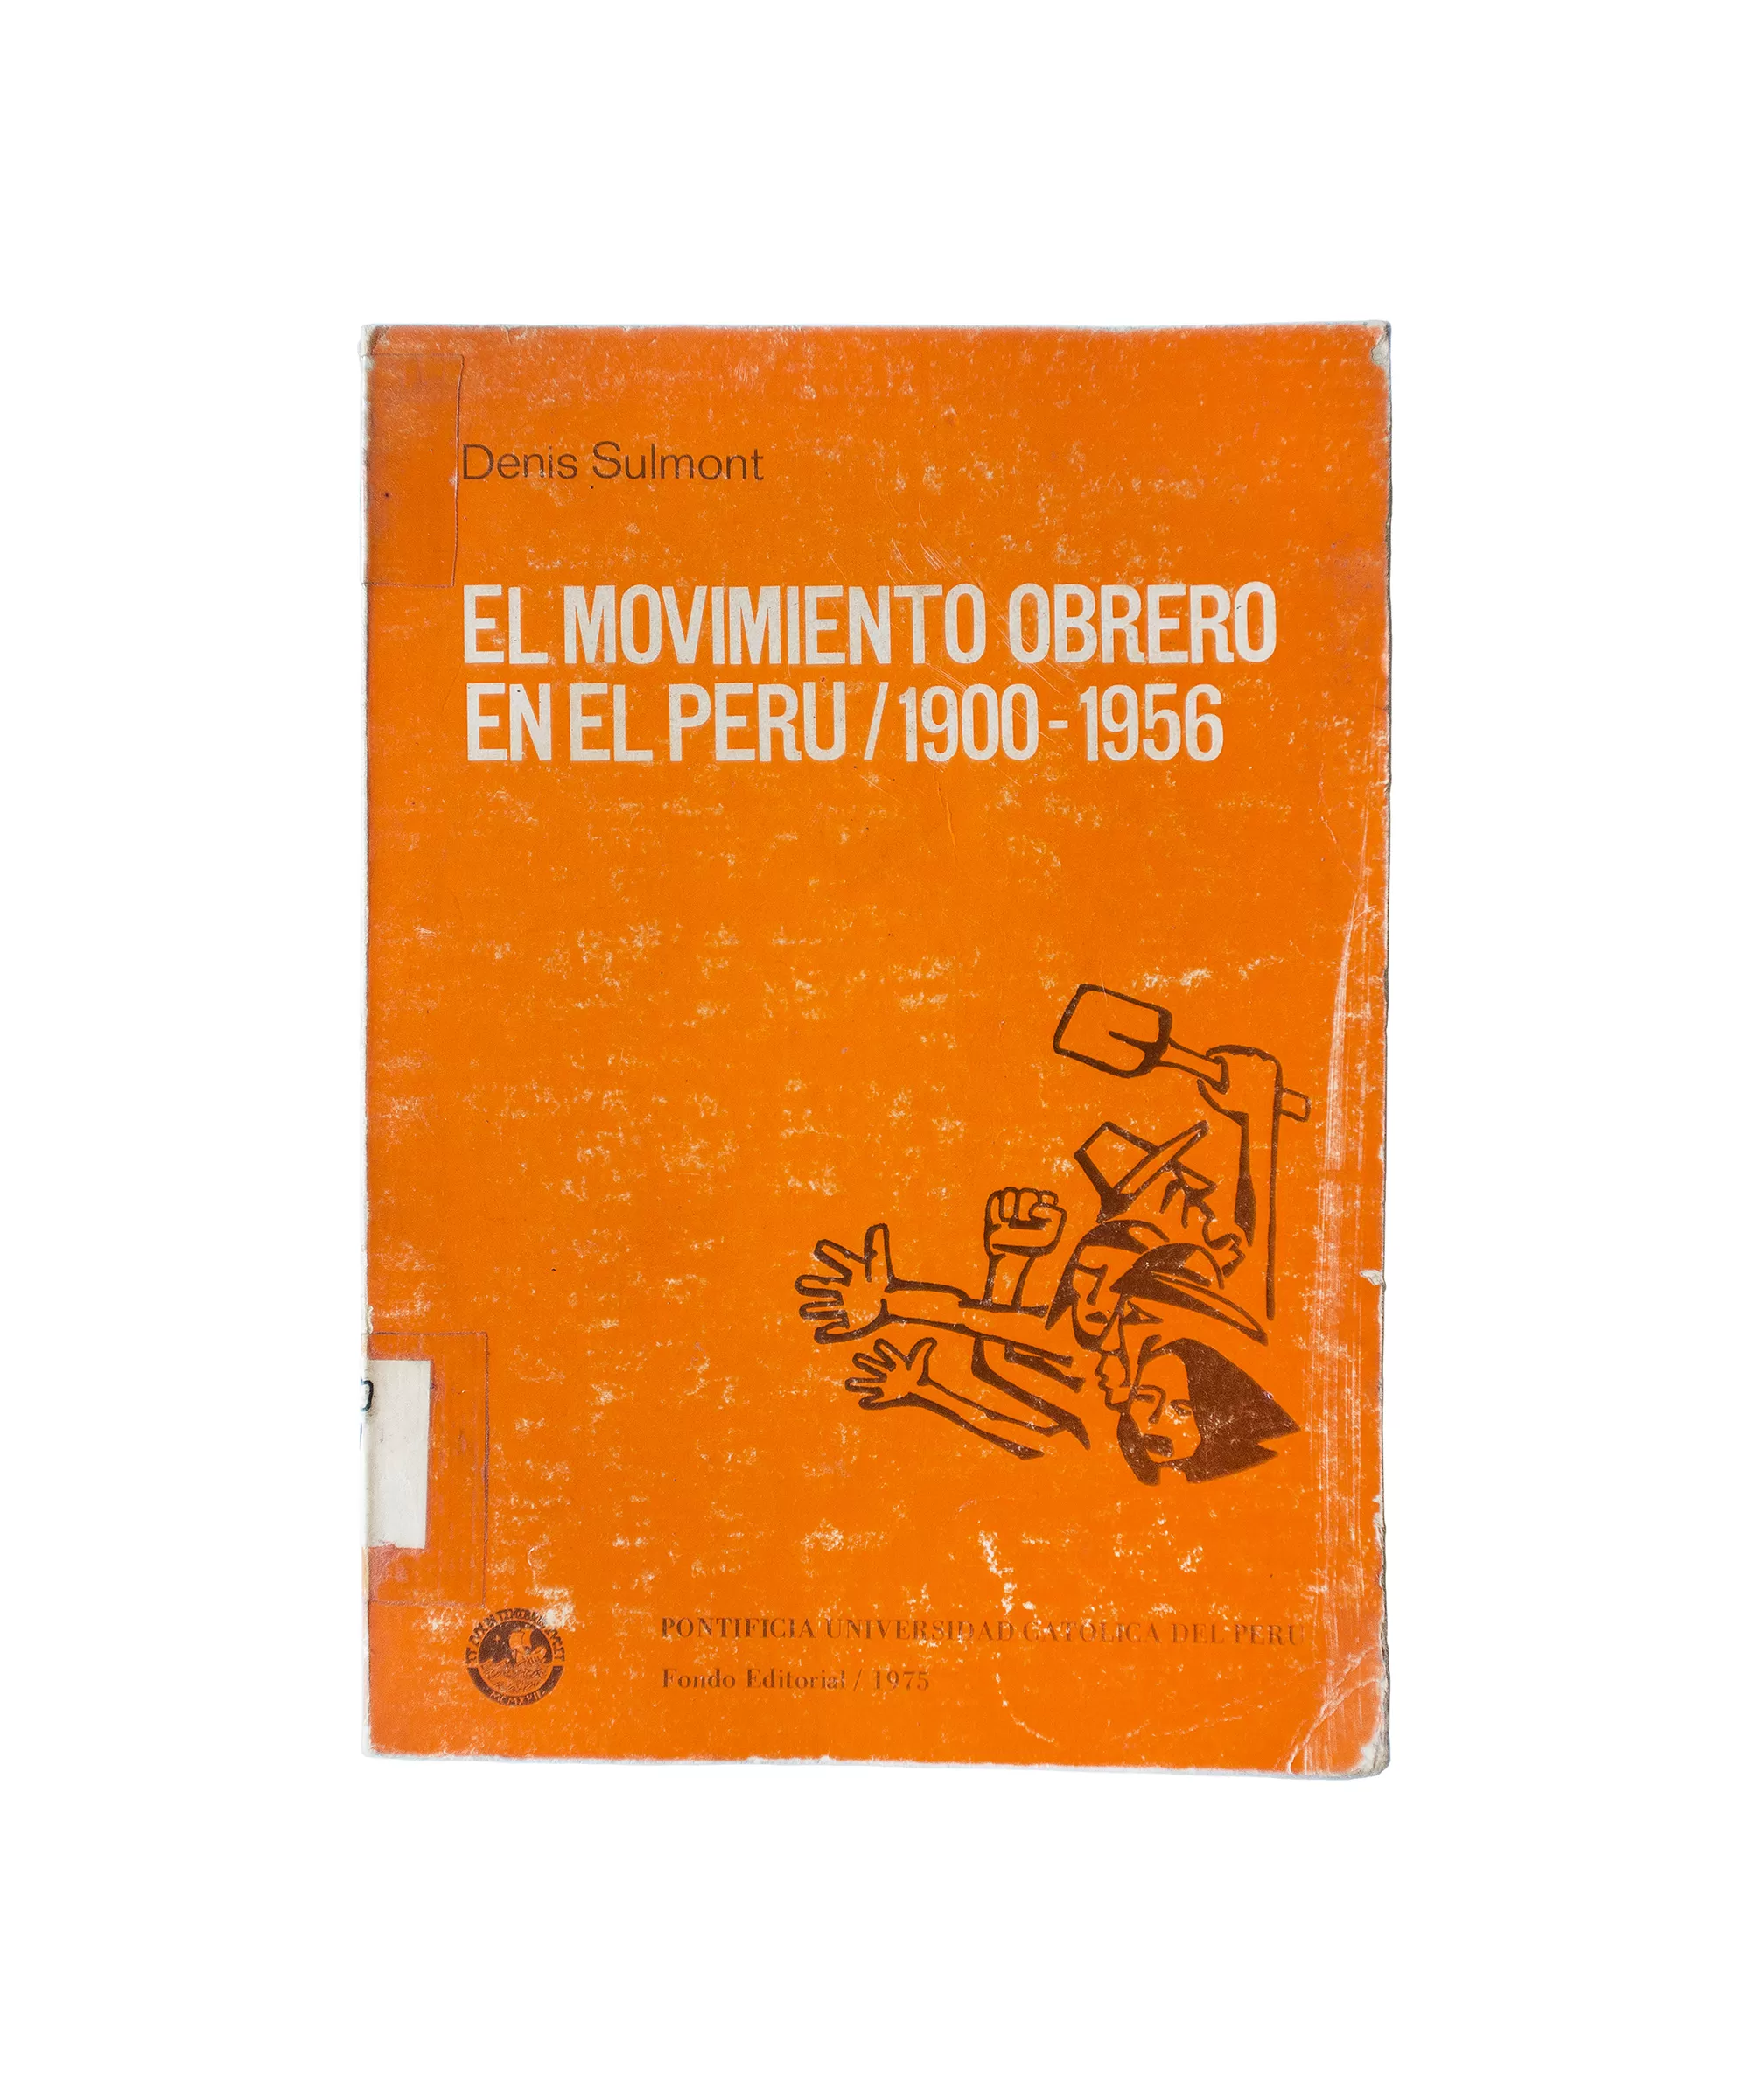 Denis Sulmont
EL MOVIMIENTO OBRERO
EN EL PERU / 1900 - 1956
PONTIFICIA UNIVERSIDAD CATOLICA DEL PERU
Fondo Editorial / 1975